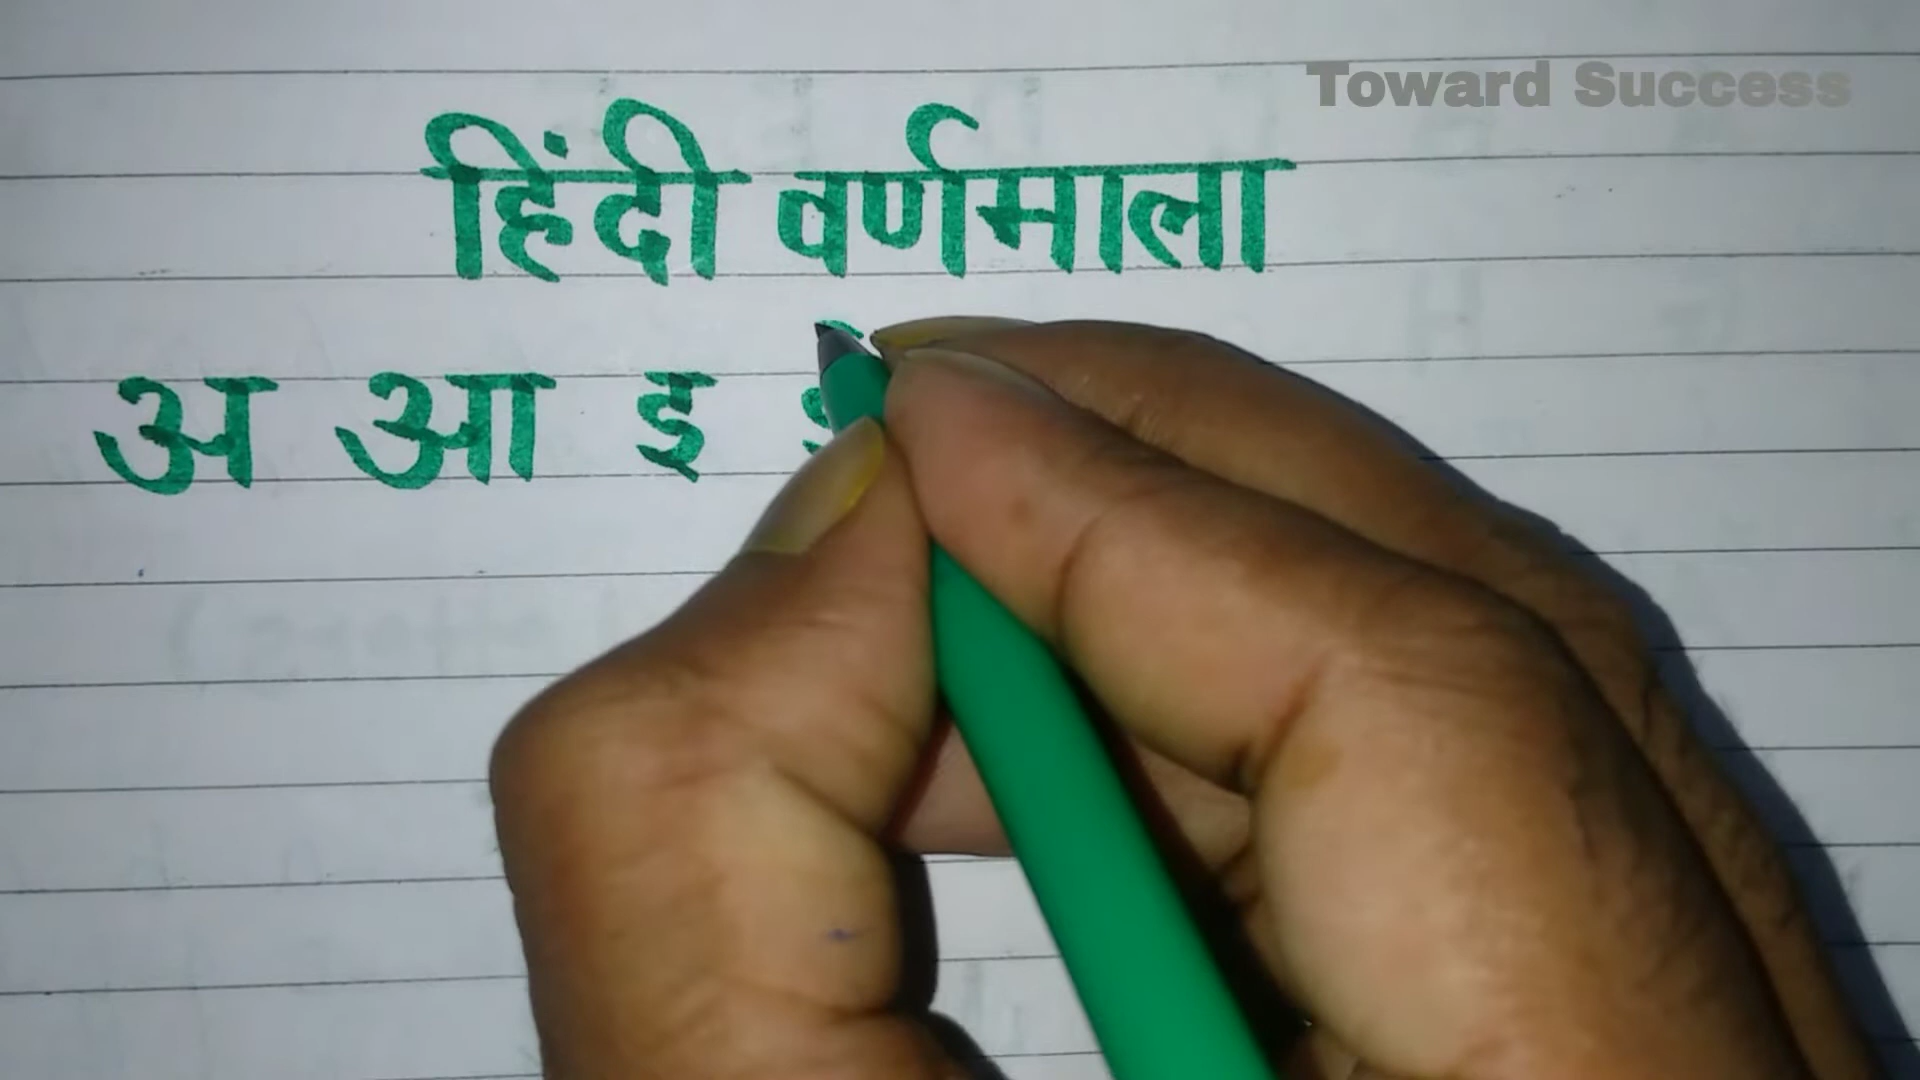 Toward Success
हिंदी वर्णमाला
अ आ इ